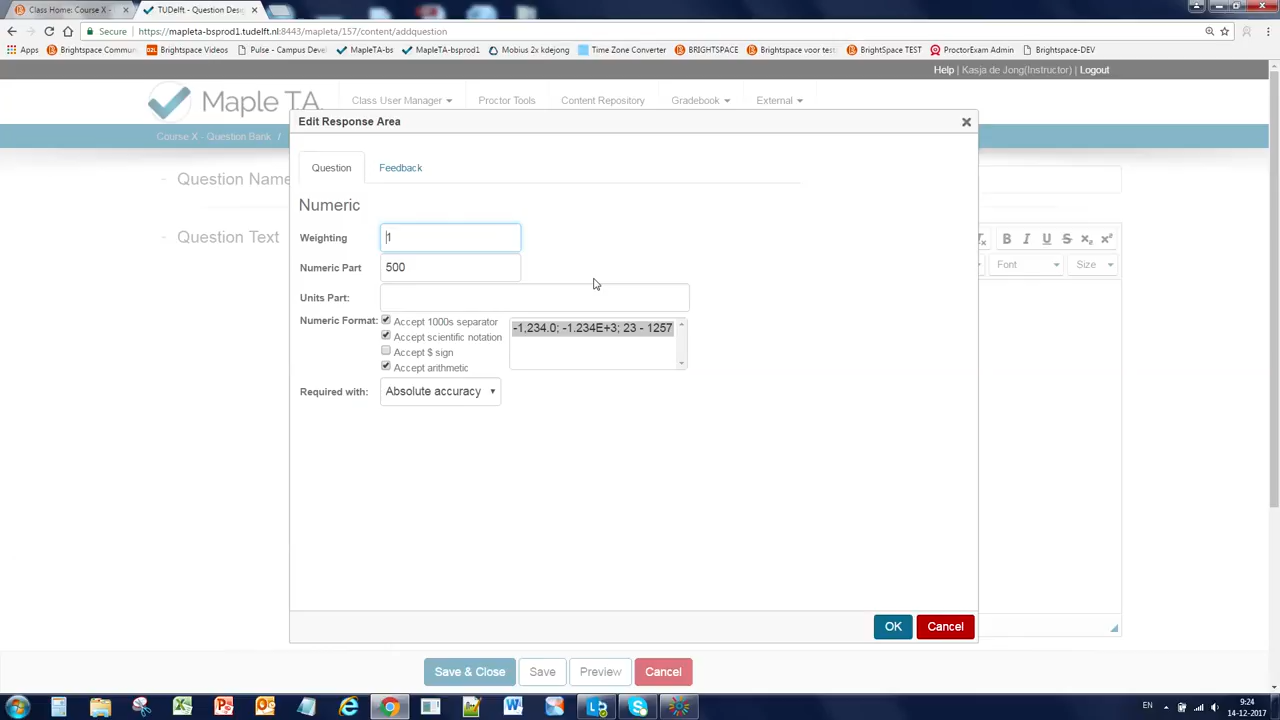 Class Home: Course X -
TUDelft - Question Desi
Secure
https://mapleta-bsprod1.tudelft.nl:8443/mapleta/157/content/addquestion
Apps
Brightspace Commun
Brightspace Videos
Pulse - Campus Devel
MapleTA-bs
MapleTA-bsprod1
Mobius 2x kdejong
Time Zone Converter
BRIGHTSPACE
Brightspace voor test
BrightSpace TEST
ProctorExam Admin
Brightspace-DEV
Help | Kasja de Jong(Instructor) | Logout
Maple T.A.
Class User Manager
Proctor Tools
Content Repository
Gradebook
External
Course X - Question Bank /
Edit Response Area
Question
Feedback
Question Name
Numeric
Question Text
Weighting
1
Numeric Part
500
Units Part:
Numeric Format:
Accept 1000s separator
Accept scientific notation
Accept $ sign
Accept arithmetic
-1,234.0; -1.234E+3; 23 - 1257
Required with:
Absolute accuracy
B I U S x₂ x²
Font
Size
OK
Cancel
Save & Close
Save
Preview
Cancel
EN
9:24
14-12-2017